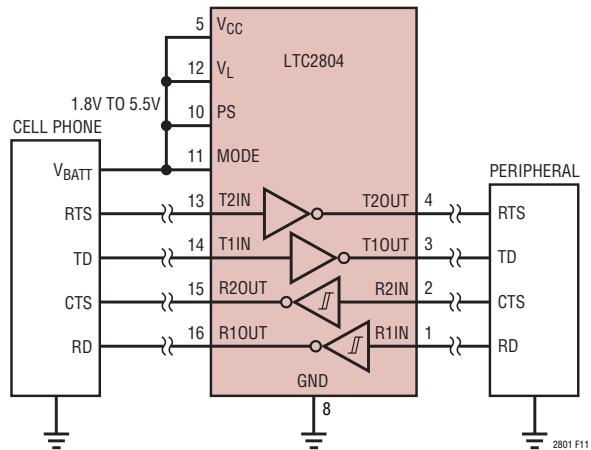 5 VCC
LTC2804
12 VL
1.8V TO 5.5V
10 PS
CELL PHONE
11 MODE
VBATT
PERIPHERAL
RTS 13 T2IN T2OUT 4 RTS
TD 14 T1IN T1OUT 3 TD
CTS 15 R2OUT R2IN 2 CTS
RD 16 R1OUT R1IN 1 RD
GND
8
2801 F11